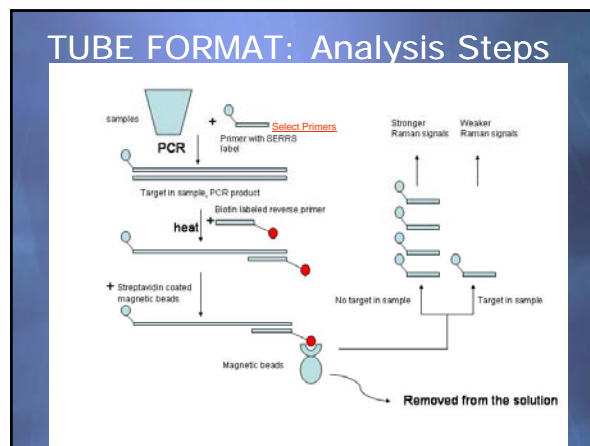 TUBE FORMAT: Analysis Steps
samples
+
Select Primers
PCR
Primer with SERRS
label
Target in sample, PCR product
Biotin labeled reverse primer
heat
+
+ Streptavidin coated
magnetic beads
Magnetic beads
Stronger
Raman signals
Weaker
Raman signals
No target in sample
Target in sample
Removed from the solution